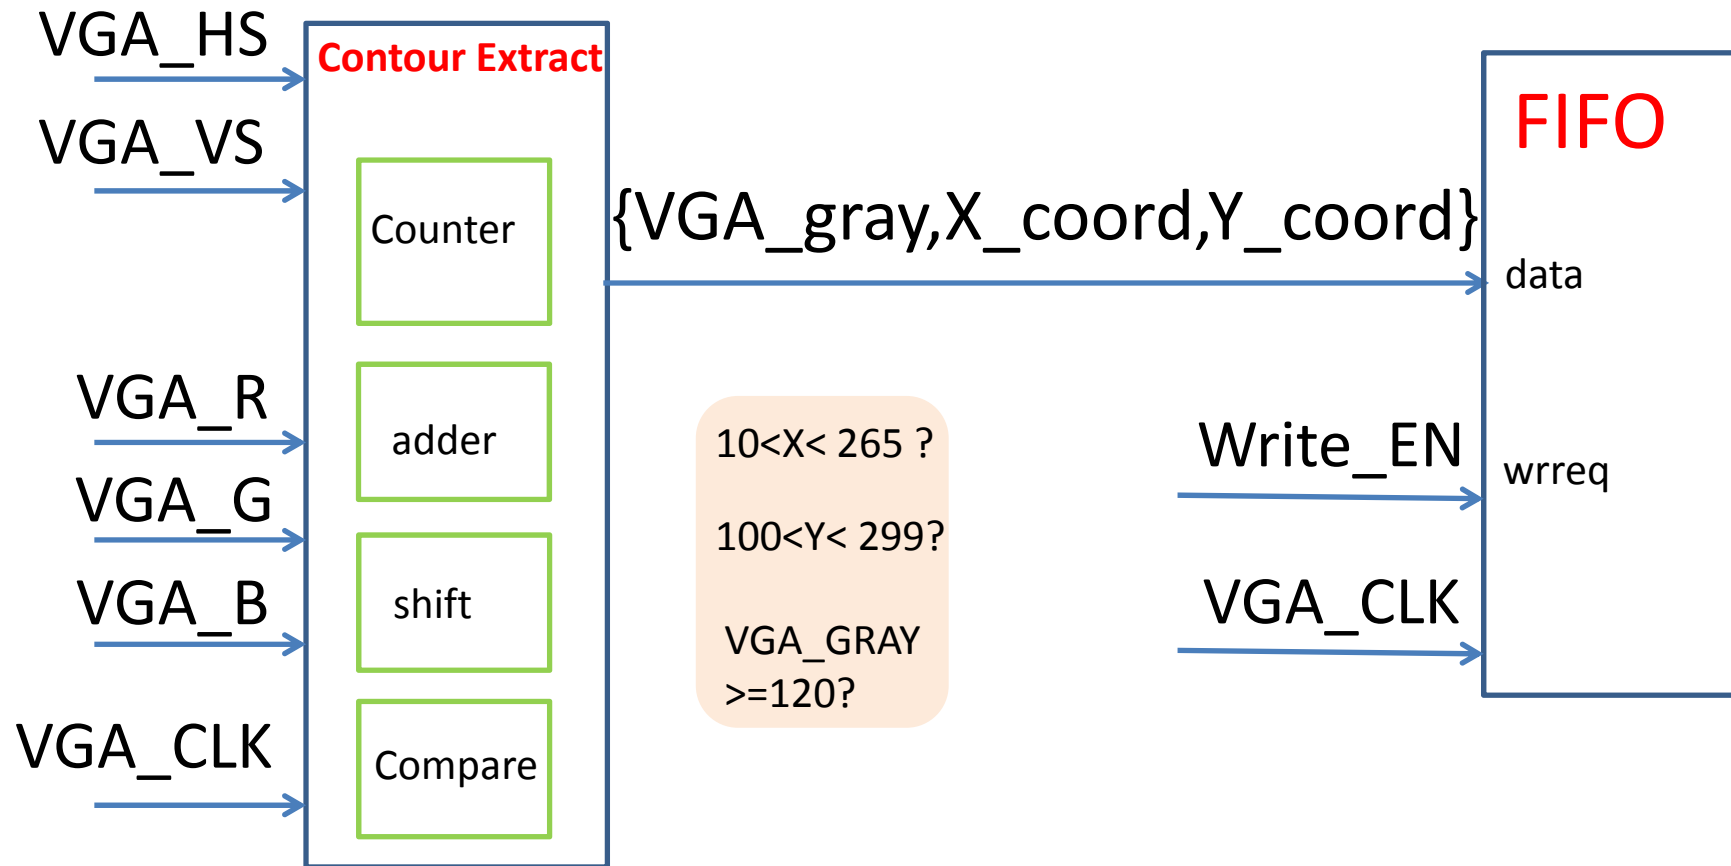 VGA_HS
VGA_VS
VGA_R
VGA_G
VGA_B
VGA_CLK
Contour Extract
Counter
adder
shift
Compare
{VGA_gray,X_coord,Y_coord}
10<X< 265 ?
100<Y< 299?
VGA_GRAY
>=120?
Write_EN
VGA_CLK
FIFO
data
wrreq